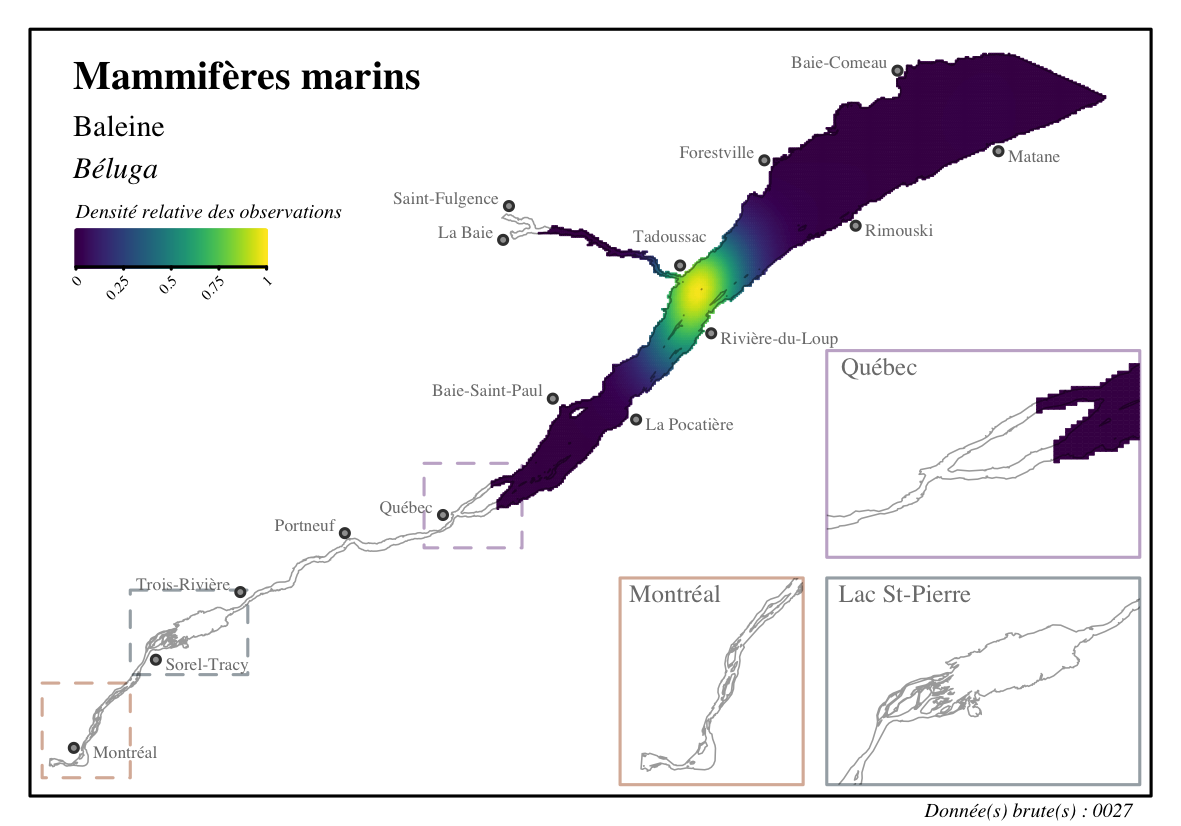 Mammifères marins
Baleine
Béluga
Densité relative des observations
0
0.25
0.5
0.75
1
Baie-Comeau
Forestville
Matane
Saint-Fulgence
La Baie
Tadoussac
Rimouski
Rivière-du-Loup
Baie-Saint-Paul
La Pocatière
Québec
Portneuf
Trois-Rivière
Sorel-Tracy
Montréal
Québec
Montréal
Lac St-Pierre
Donnée(s) brute(s) : 0027